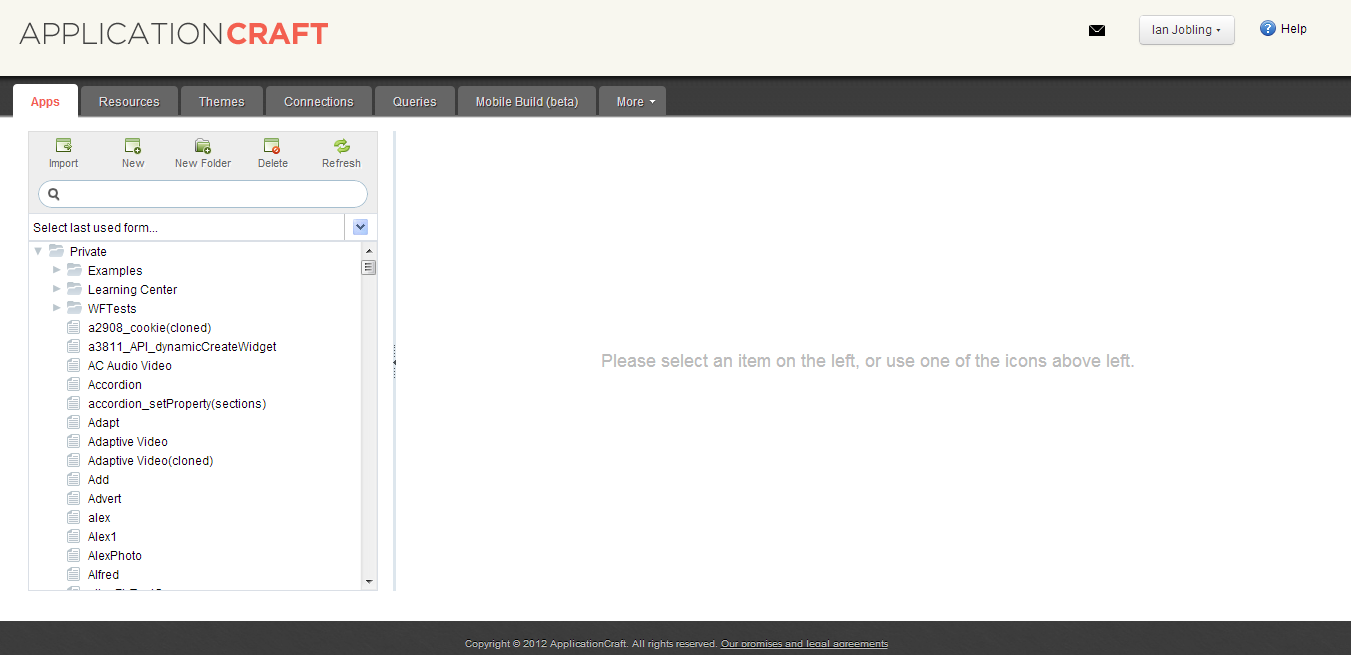 APPLICATIONCRAFT
Ian Jobling
Help
Apps Resources Themes Connections Queries Mobile Build (beta) More
Import New New Folder Delete Refresh
Select last used form...
Private
Examples
Learning Center
WFTests
a2908_cookie(cloned)
a3811_API_dynamicCreateWidget
AC Audio Video
Accordion
accordion_setProperty(sections)
Adapt
Adaptive Video
Adaptive Video(cloned)
Add
Advert
alex
Alex1
AlexPhoto
Alfred
Please select an item on the left, or use one of the icons above left.
Copyright © 2012 ApplicationCraft. All rights reserved. Our promises and legal agreements